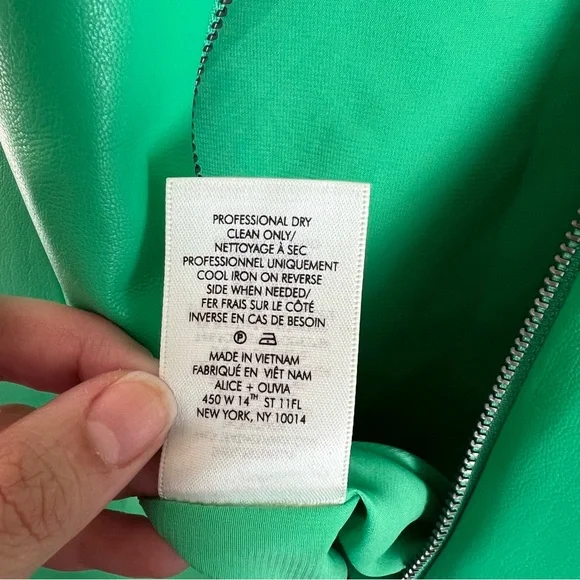 PROFESSIONAL DRY
CLEAN ONLY/
NETTOYAGE À SEC
PROFESSIONNEL UNIQUEMENT
COOL IRON ON REVERSE
SIDE WHEN NEEDED/
FER FRAIS SUR LE CÔTÉ
INVERSE EN CAS DE BESOIN
P
MADE IN VIETNAM
FABRIQUÉ EN VIÊT NAM
ALICE + OLIVIA
450 W 14TH ST 11FL
NEW YORK, NY 10014